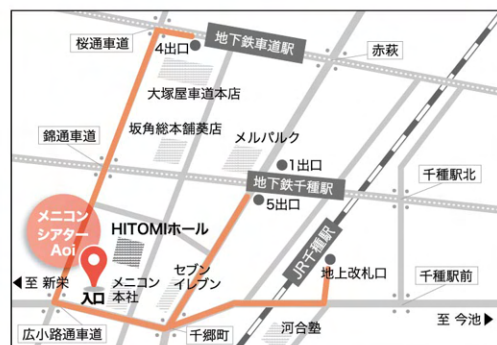 桜通車道
地下鉄車道駅
4出口
赤萩
大塚屋車道本店
坂角総本舗葵店
メルパルク
錦通車道
1出口
地下鉄千種駅
5出口
千種駅北
メニコン
シアター
Aoi
HITOMIホール
JR千種駅
地上改札口
◀至 新栄
入口
メニコン
本社
セブン
イレブン
千種駅前
広小路通車道
千郷町
河合塾
至 今池▶